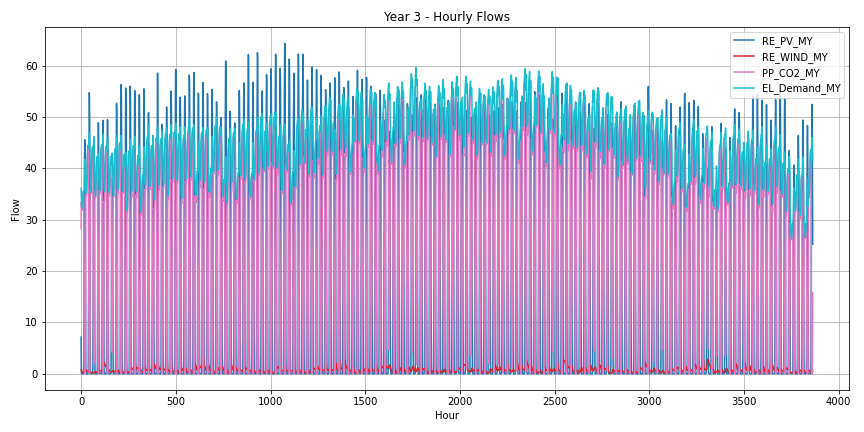 Year 3 - Hourly Flows
RE_PV_MY
RE_WIND_MY
PP_CO2_MY
EL_Demand_MY
Flow
60
50
40
30
20
10
0
0
500
1000
1500
2000
2500
3000
3500
4000
Hour